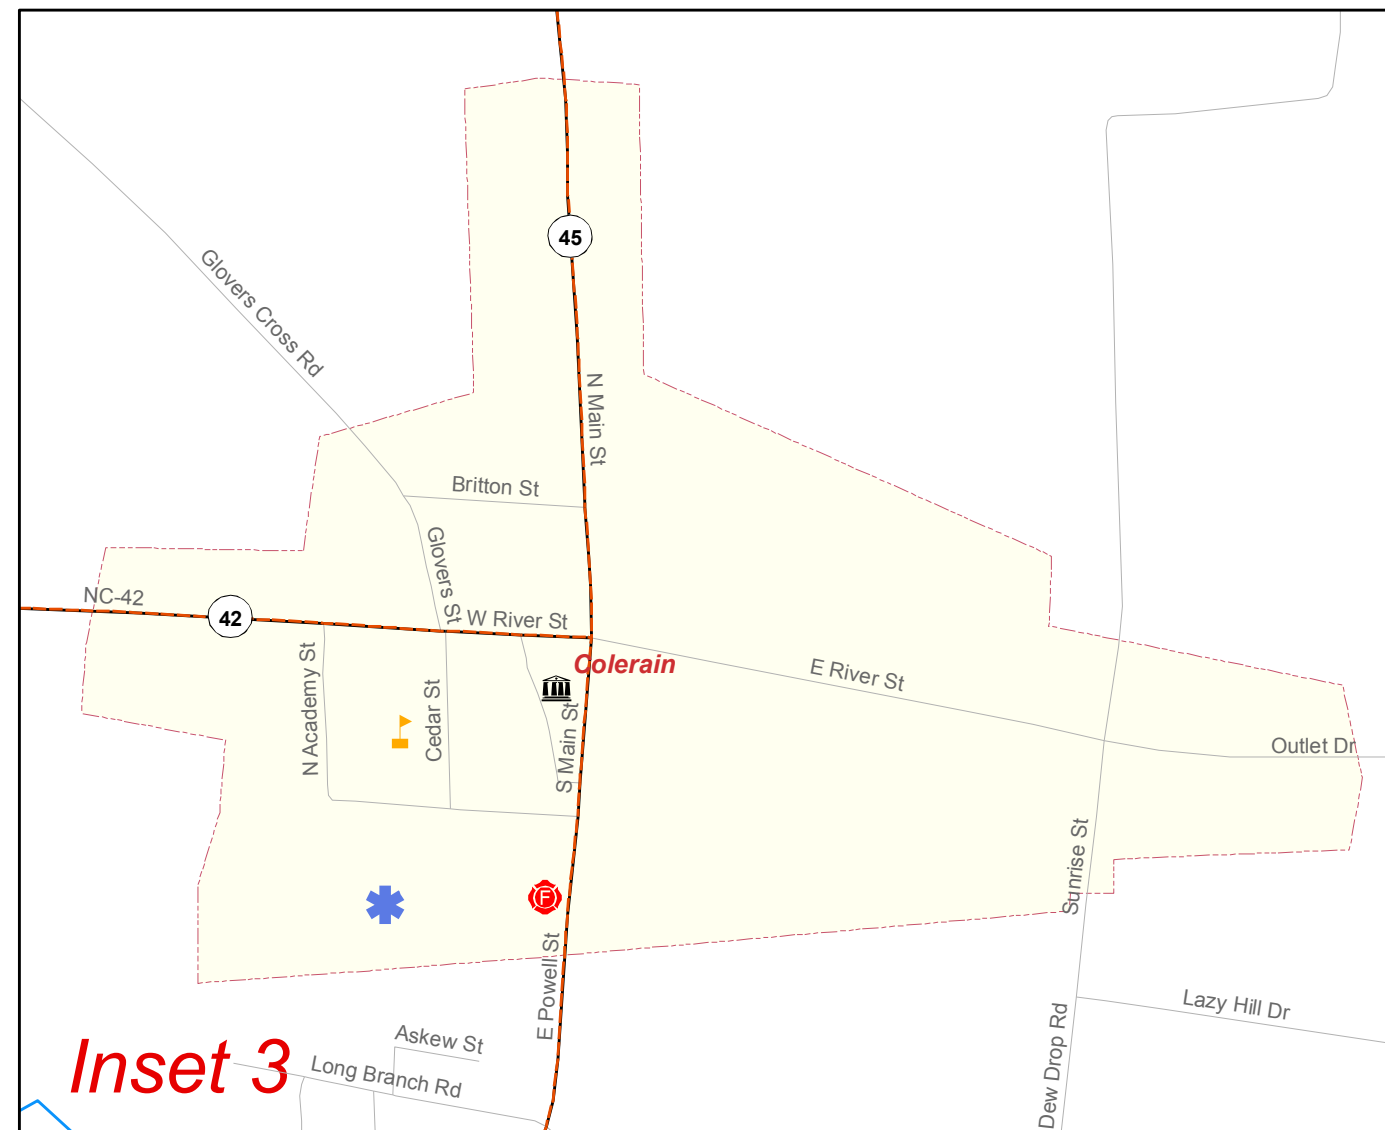 45
Glovers Cross Rd
N Main St
Britton St
Glovers St
NC-42
42
W River St
Colerain
E River St
N Academy St
Cedar St
S Main St
Outlet Dr
Sunrise St
F
E Powell St
Lazy Hill Dr
Dew Drop Rd
Askew St
Inset 3
Long Branch Rd